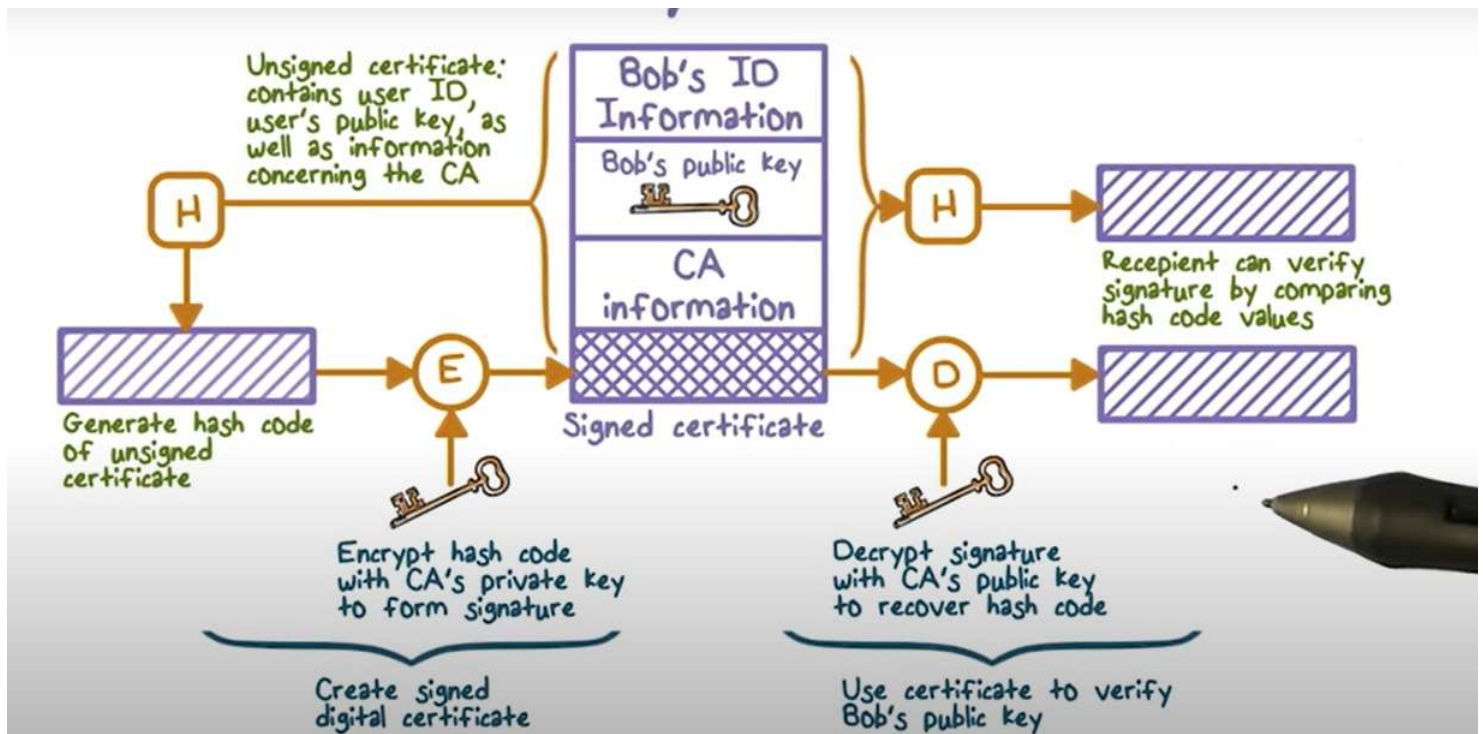 Unsigned certificate:
contains user ID,
user's public key, as
well as information
concerning the CA
Bob's ID
Information
Bob's public key
CA
information
Signed certificate
H
Generate hash code
of unsigned
certificate
E
Encrypt hash code
with CA's private key
to form signature
Create signed
digital certificate
H
Recepient can verify
signature by comparing
hash code values
D
Decrypt signature
with CA's public key
to recover hash code
Use certificate to verify
Bob's public key